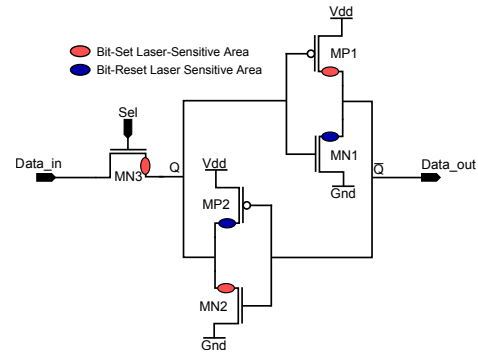 Vdd
Bit-Set Laser-Sensitive Area
MP1
Bit-Reset Laser Sensitive Area
Sel
MN1
Data_in
Q
Vdd
Q̅
Data_out
MN3
Gnd
MP2
MN2
Gnd